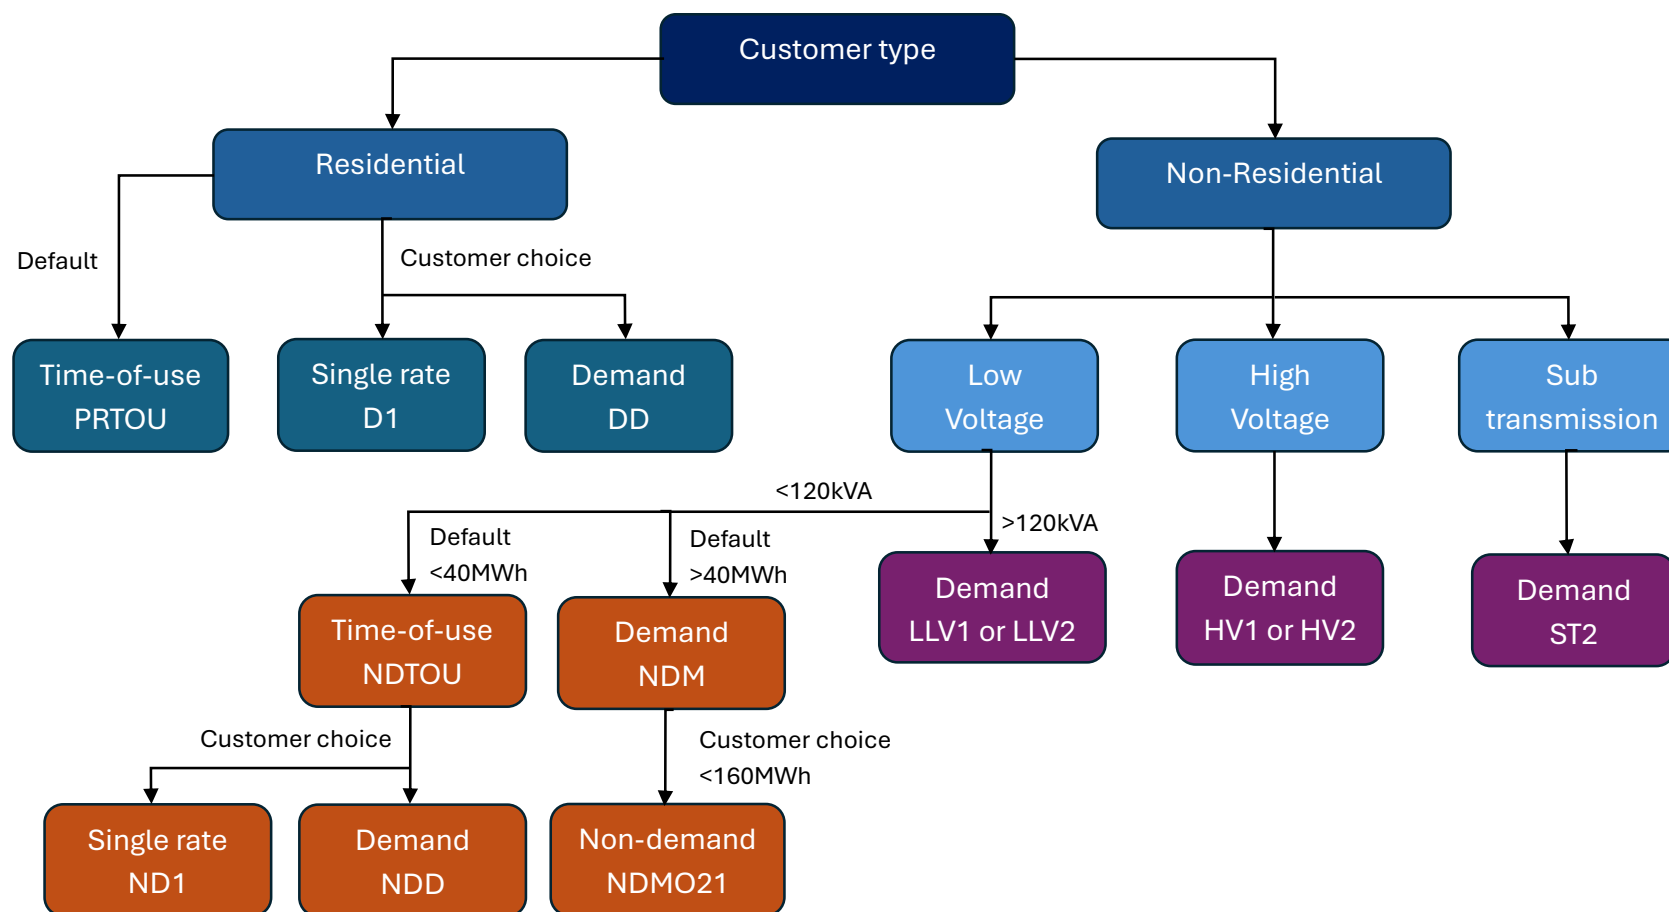 Customer type
Residential
Non-Residential
Default
Customer choice
Time-of-use
PRTOU
Single rate
D1
Demand
DD
Low
Voltage
High
Voltage
Sub
transmission
<120kVA
>120kVA
Default
<40MWh
Default
>40MWh
Time-of-use
NDTOU
Demand
NDM
Demand
LLV1 or LLV2
Demand
HV1 or HV2
Demand
ST2
Customer choice
Customer choice
<160MWh
Single rate
ND1
Demand
NDD
Non-demand
NDMO21